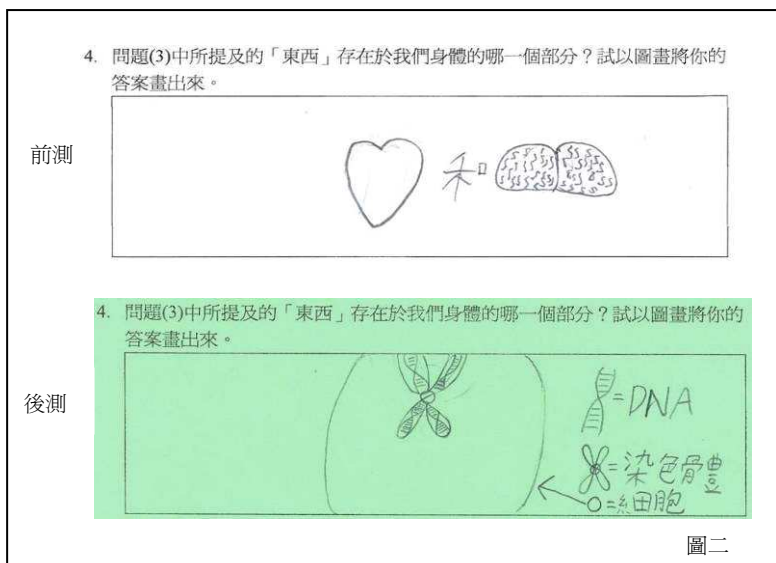 4. 問題(3)中所提及的「東西」存在於我們身體的哪一個部分？試以圖畫將你的
答案畫出來。
前測
和
4. 問題(3)中所提及的「東西」存在於我們身體的哪一個部分？試以圖畫將你的
答案畫出來。
後測
=DNA
=染色體
=細胞
圖二